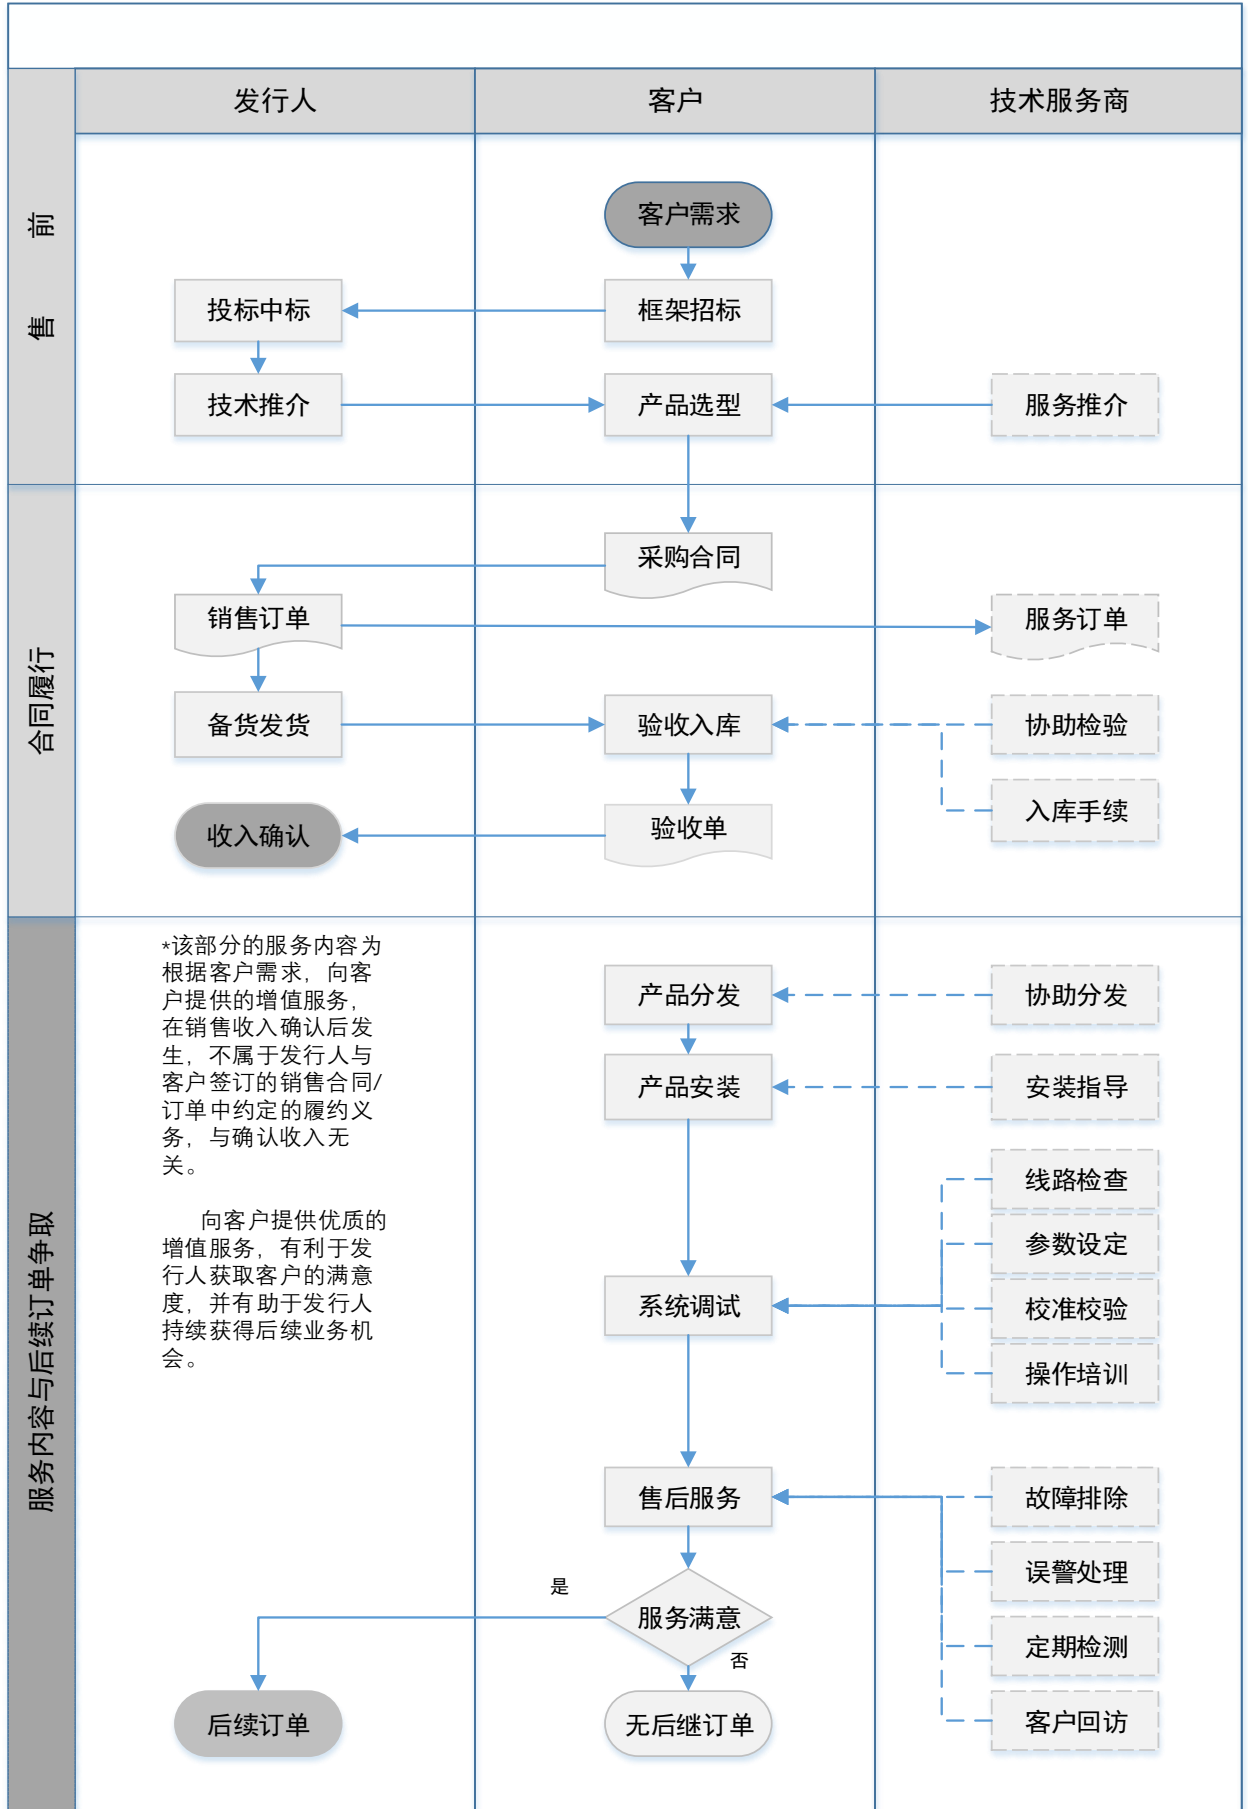 发行人
客户
技术服务商
售 前
客户需求
投标中标
框架招标
技术推介
产品选型
服务推介
合同履行
采购合同
销售订单
服务订单
备货发货
验收入库
协助检验
入库手续
收入确认
验收单
服务内容与后续订单争取
*该部分的服务内容为
根据客户需求，向客
户提供的增值服务，
在销售收入确认后发
生，不属于发行人与
客户签订的销售合同/
订单中约定的履约义
务，与确认收入无
关。
向客户提供优质的
增值服务，有利于发
行人获取客户的满意
度，并有助于发行人
持续获得后续业务机
会。
产品分发
协助分发
产品安装
安装指导
线路检查
参数设定
系统调试
校准校验
操作培训
售后服务
故障排除
误警处理
是
服务满意
定期检测
否
后续订单
无后继订单
客户回访